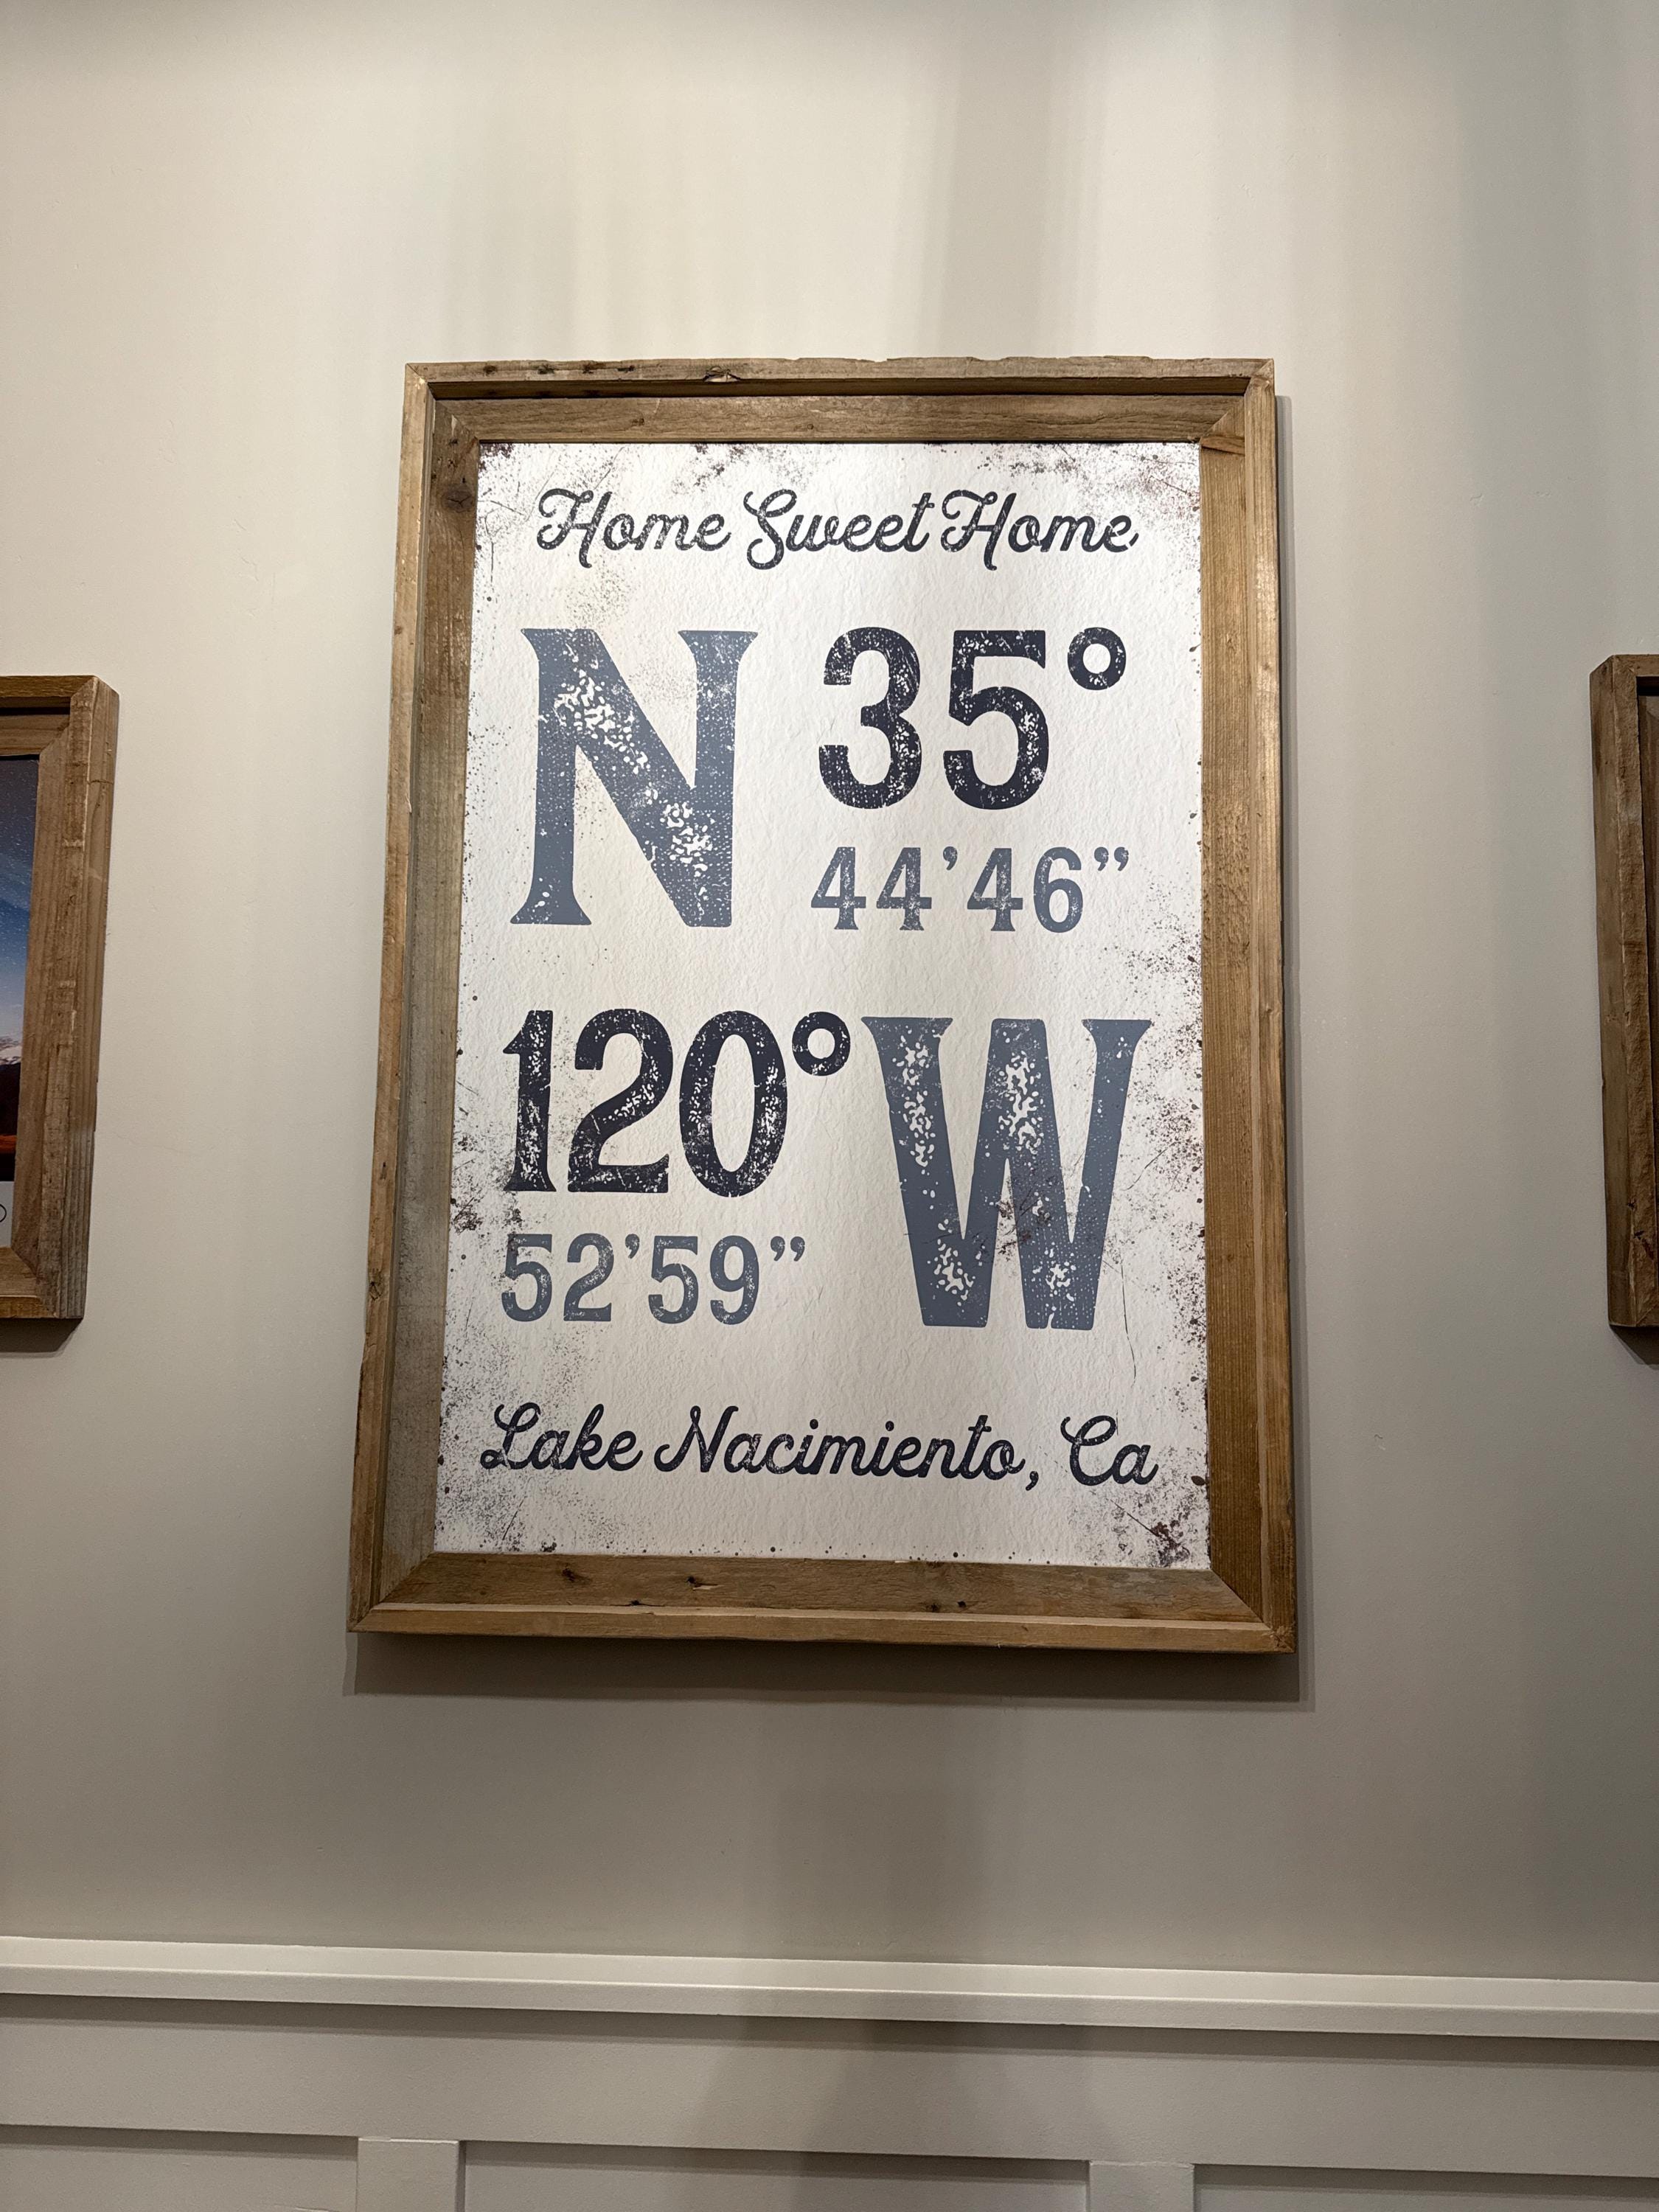 Home Sweet Home
N 35°
44’46”
120° W
52’59”
Lake Nacimiento, Ca